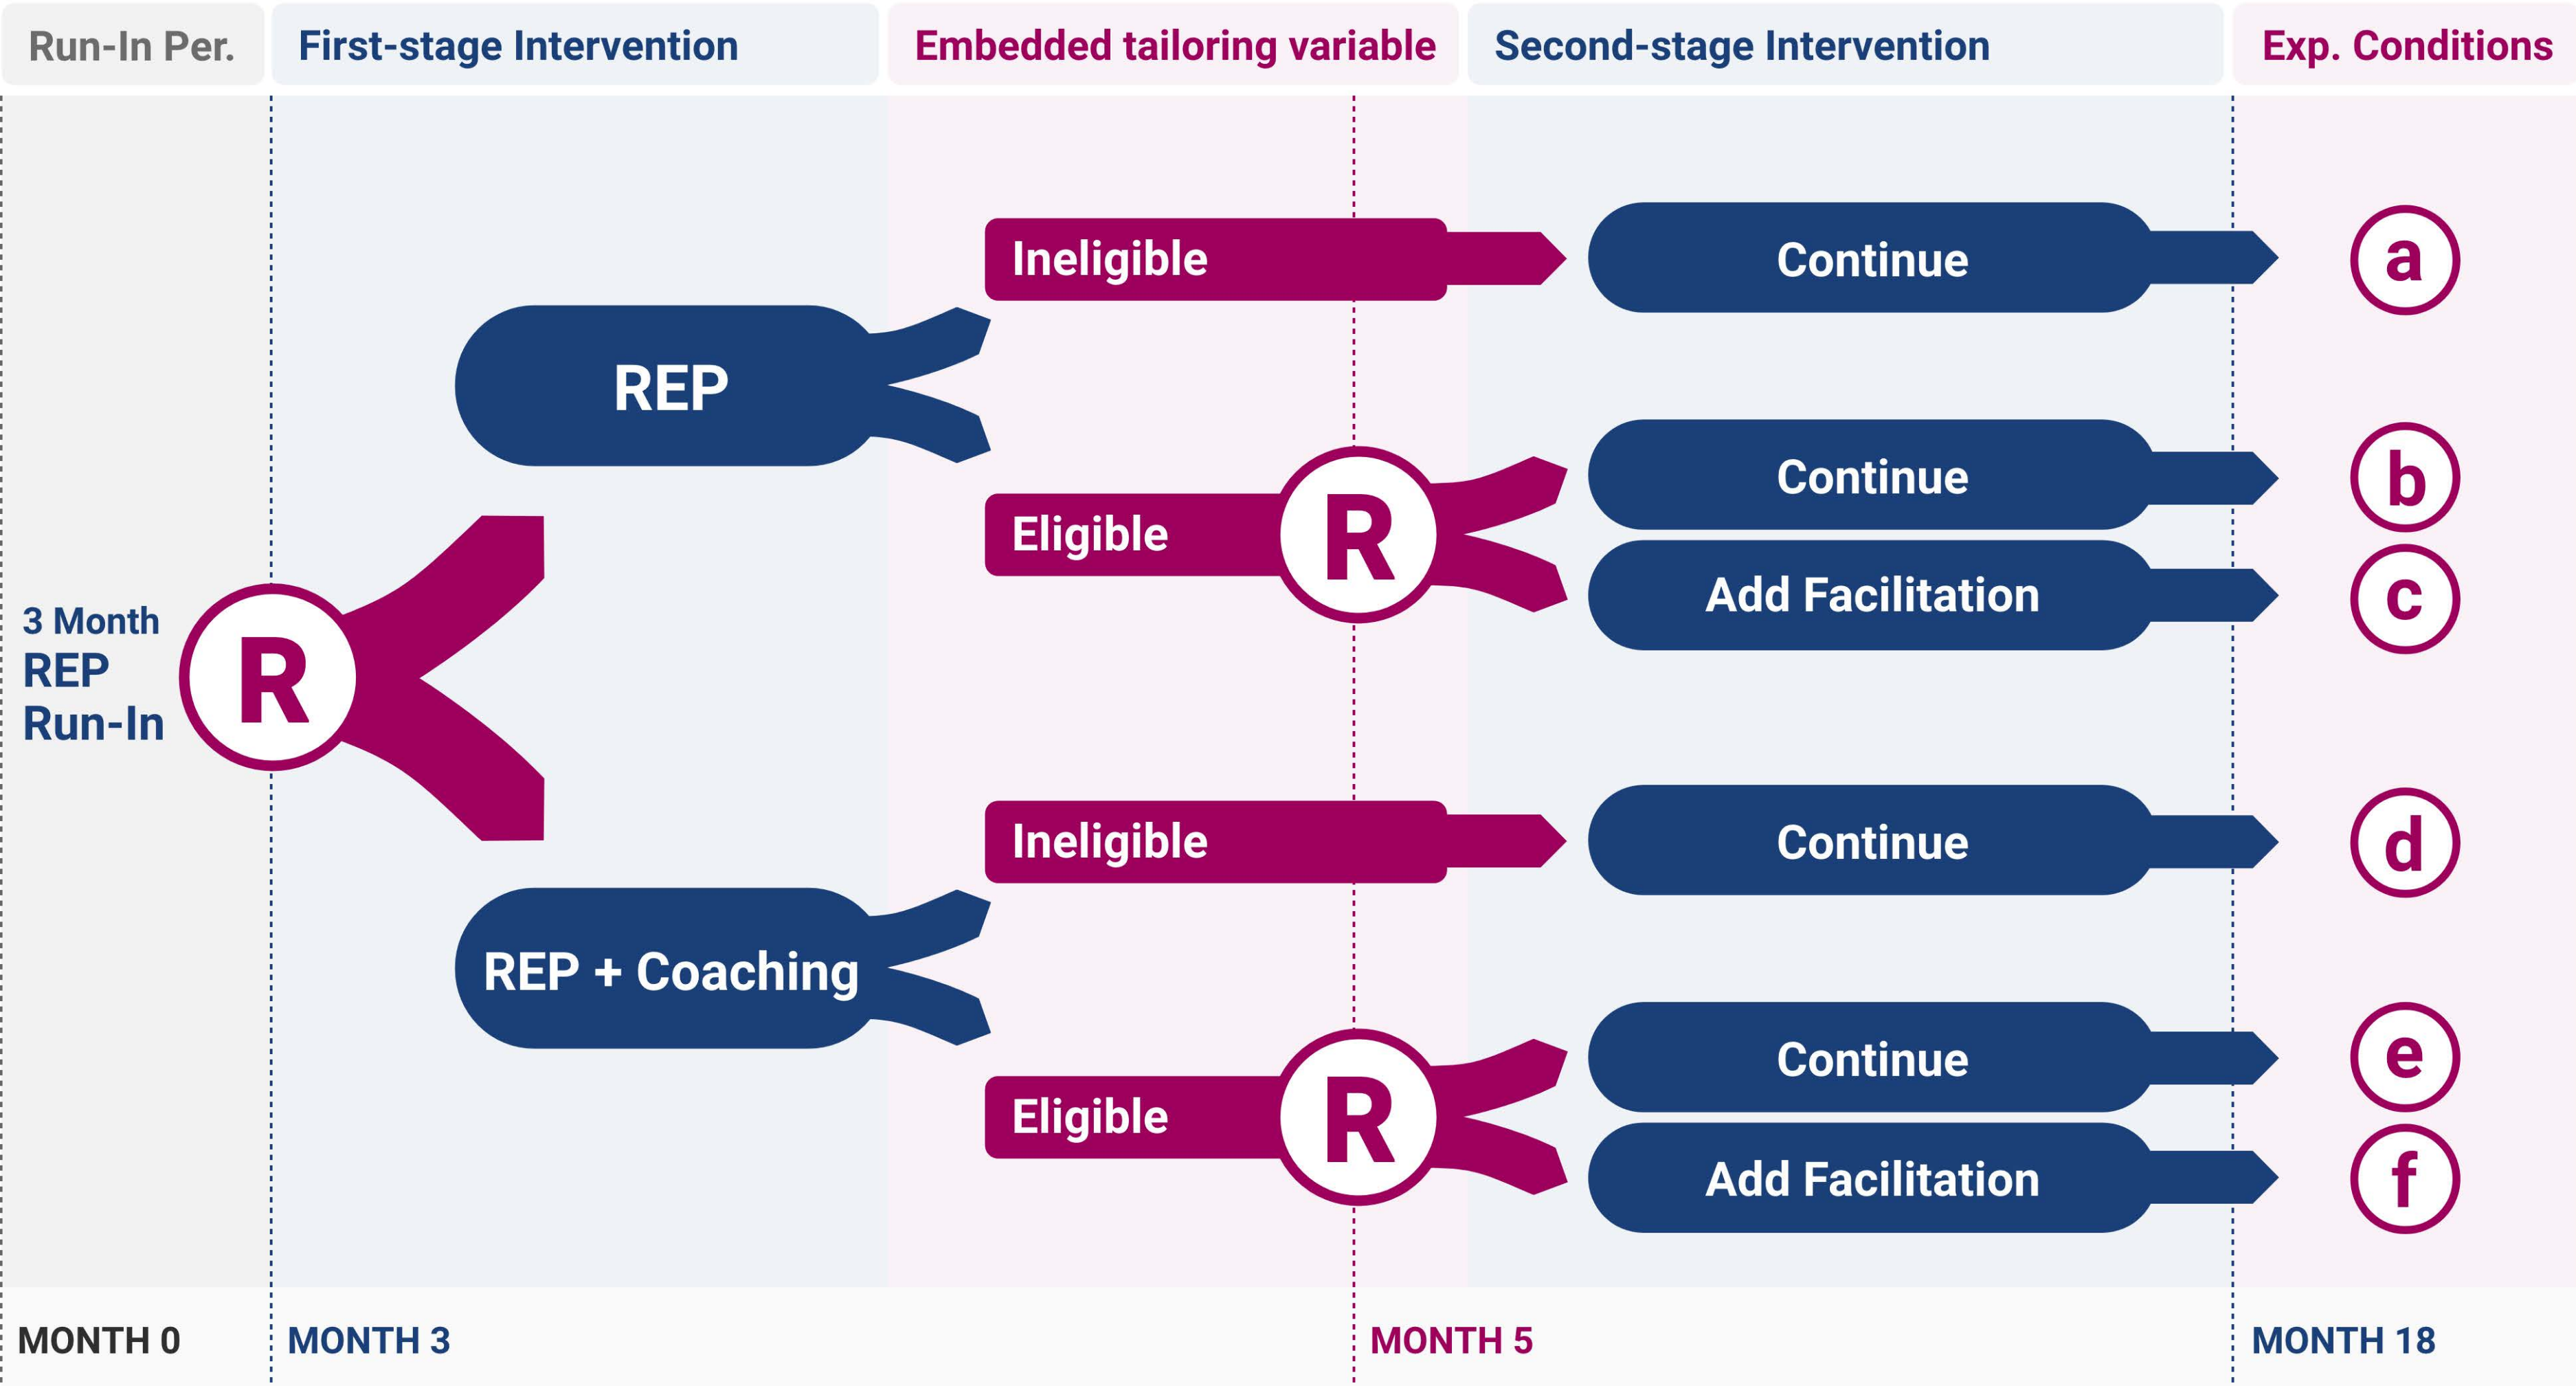 Run-In Per.
First-stage Intervention
Embedded tailoring variable
Second-stage Intervention
Exp. Conditions
3 Month
REP
Run-In
R
REP
Ineligible
Continue
a
Eligible
R
Continue
b
Add Facilitation
c
REP + Coaching
Ineligible
Continue
d
Eligible
R
Continue
e
Add Facilitation
f
MONTH 0
MONTH 3
MONTH 5
MONTH 18